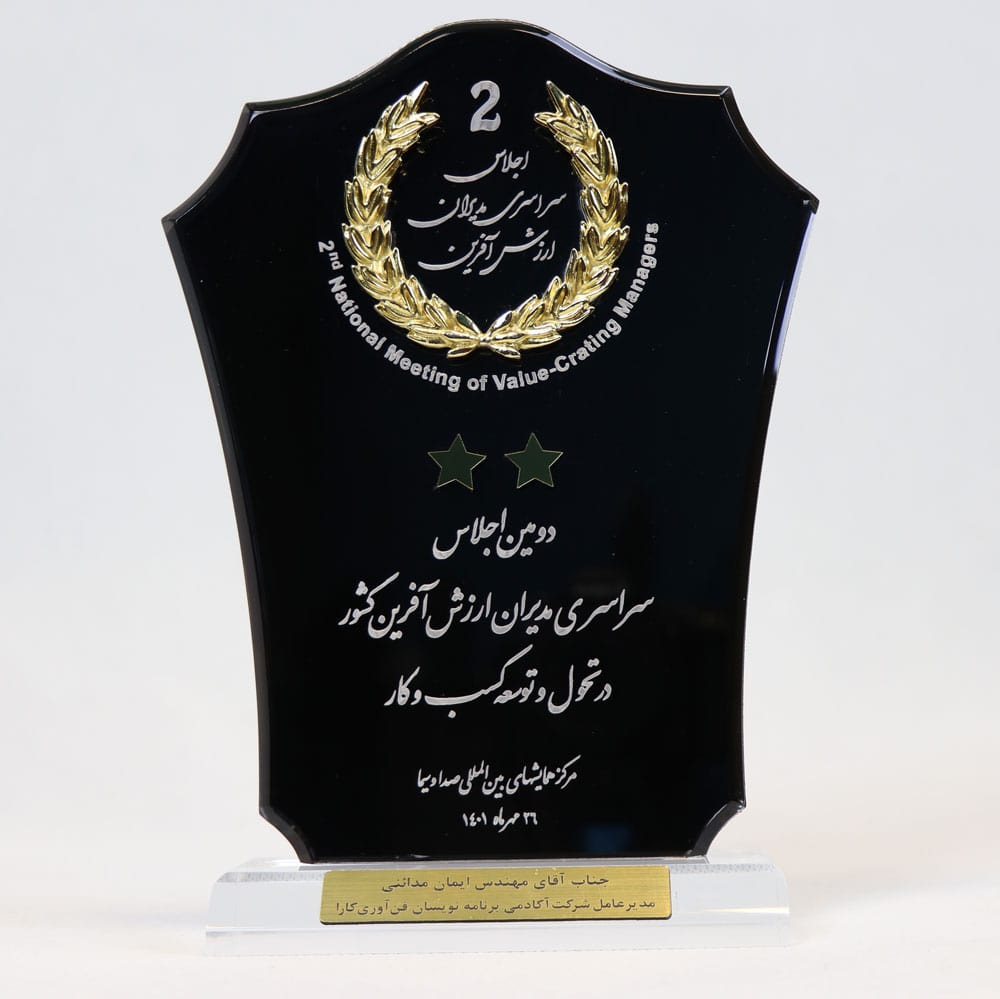 2
اجلاس
سراسری مدیران
ارزش آفرین
2nd National Meeting of Value-Crating Managers
دومین اجلاس
سراسری مدیران ارزش آفرین کشور
در تحول و توسعه کسب و کار
مرکز همایشهای بین المللی صدا و سیما
۲۶ مهر ماه ۱۴۰۱
جناب آقای مهندس ایمان مدائنی
مدیرعامل شرکت آکادمی برنامه نویسان فن‌آوری کارا